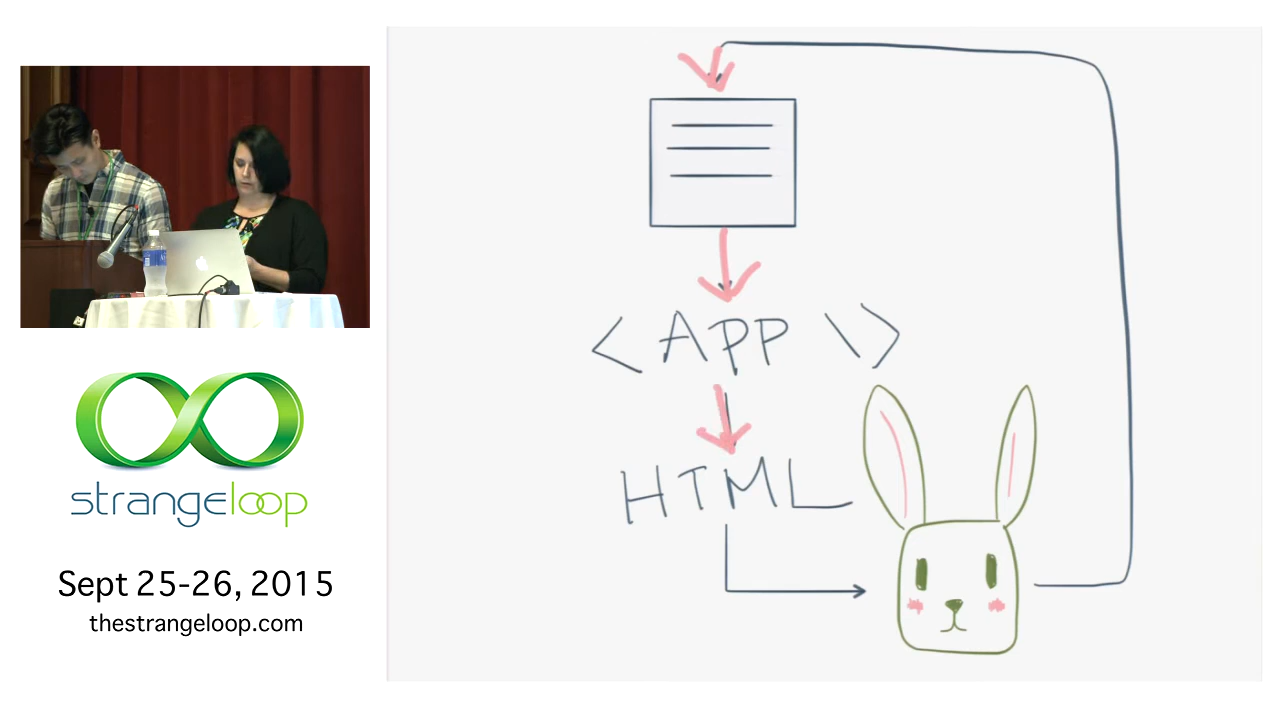 strangeloop
Sept 25-26, 2015
thestrangeloop.com
<APP \>
HTML